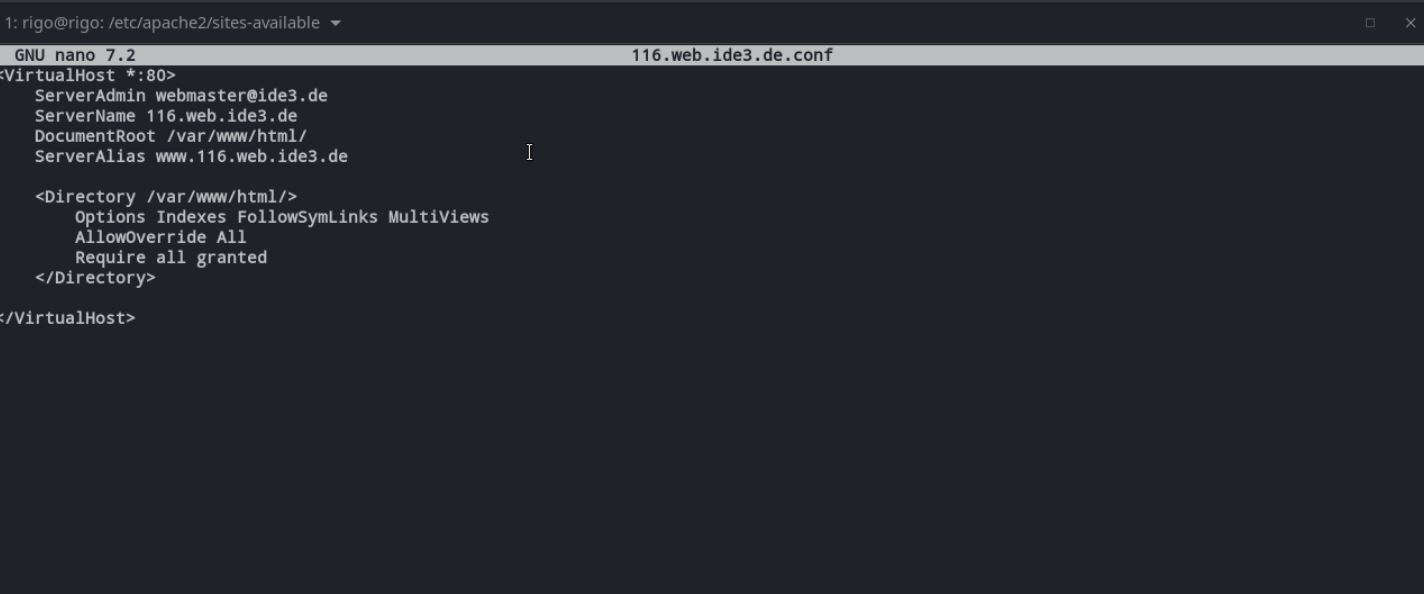 1: rigo@rigo: /etc/apache2/sites-available
GNU nano 7.2 116.web.ide3.de.conf
<VirtualHost *:80>
ServerAdmin webmaster@ide3.de
ServerName 116.web.ide3.de
DocumentRoot /var/www/html/
ServerAlias www.116.web.ide3.de
<Directory /var/www/html/>
Options Indexes FollowSymLinks MultiViews
AllowOverride All
Require all granted
</Directory>
</VirtualHost>